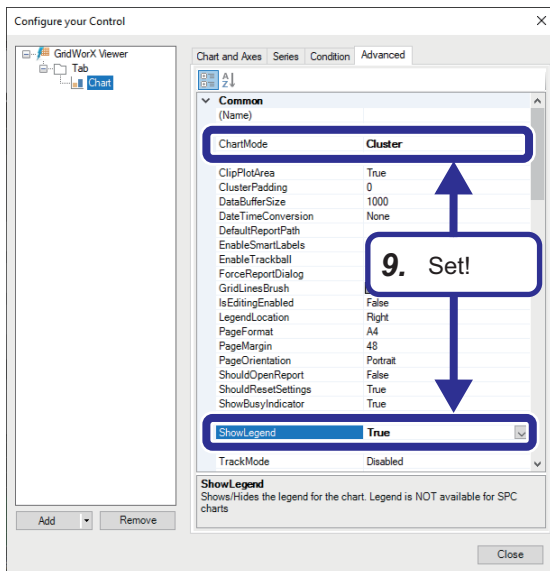 Configure your Control
GridWorX Viewer
Tab
Chart
Chart and Axes Series Condition Advanced
Common
(Name)
ChartMode Cluster
ClipPlotArea True
ClusterPadding 0
DataBufferSize 1000
DateTimeConversion None
DefaultReportPath
EnableSmartLabels
EnableTrackball
ForceReportDialog
GridLinesBrush
IsEditingEnabled False
LegendLocation Right
PageFormat A4
PageMargin 48
PageOrientation Portrait
ShouldOpenReport False
ShouldResetSettings True
ShowBusyIndicator True
ShowLegend True
TrackMode Disabled
9. Set!
ShowLegend
Shows/Hides the legend for the chart. Legend is NOT available for SPC
charts
Add Remove
Close